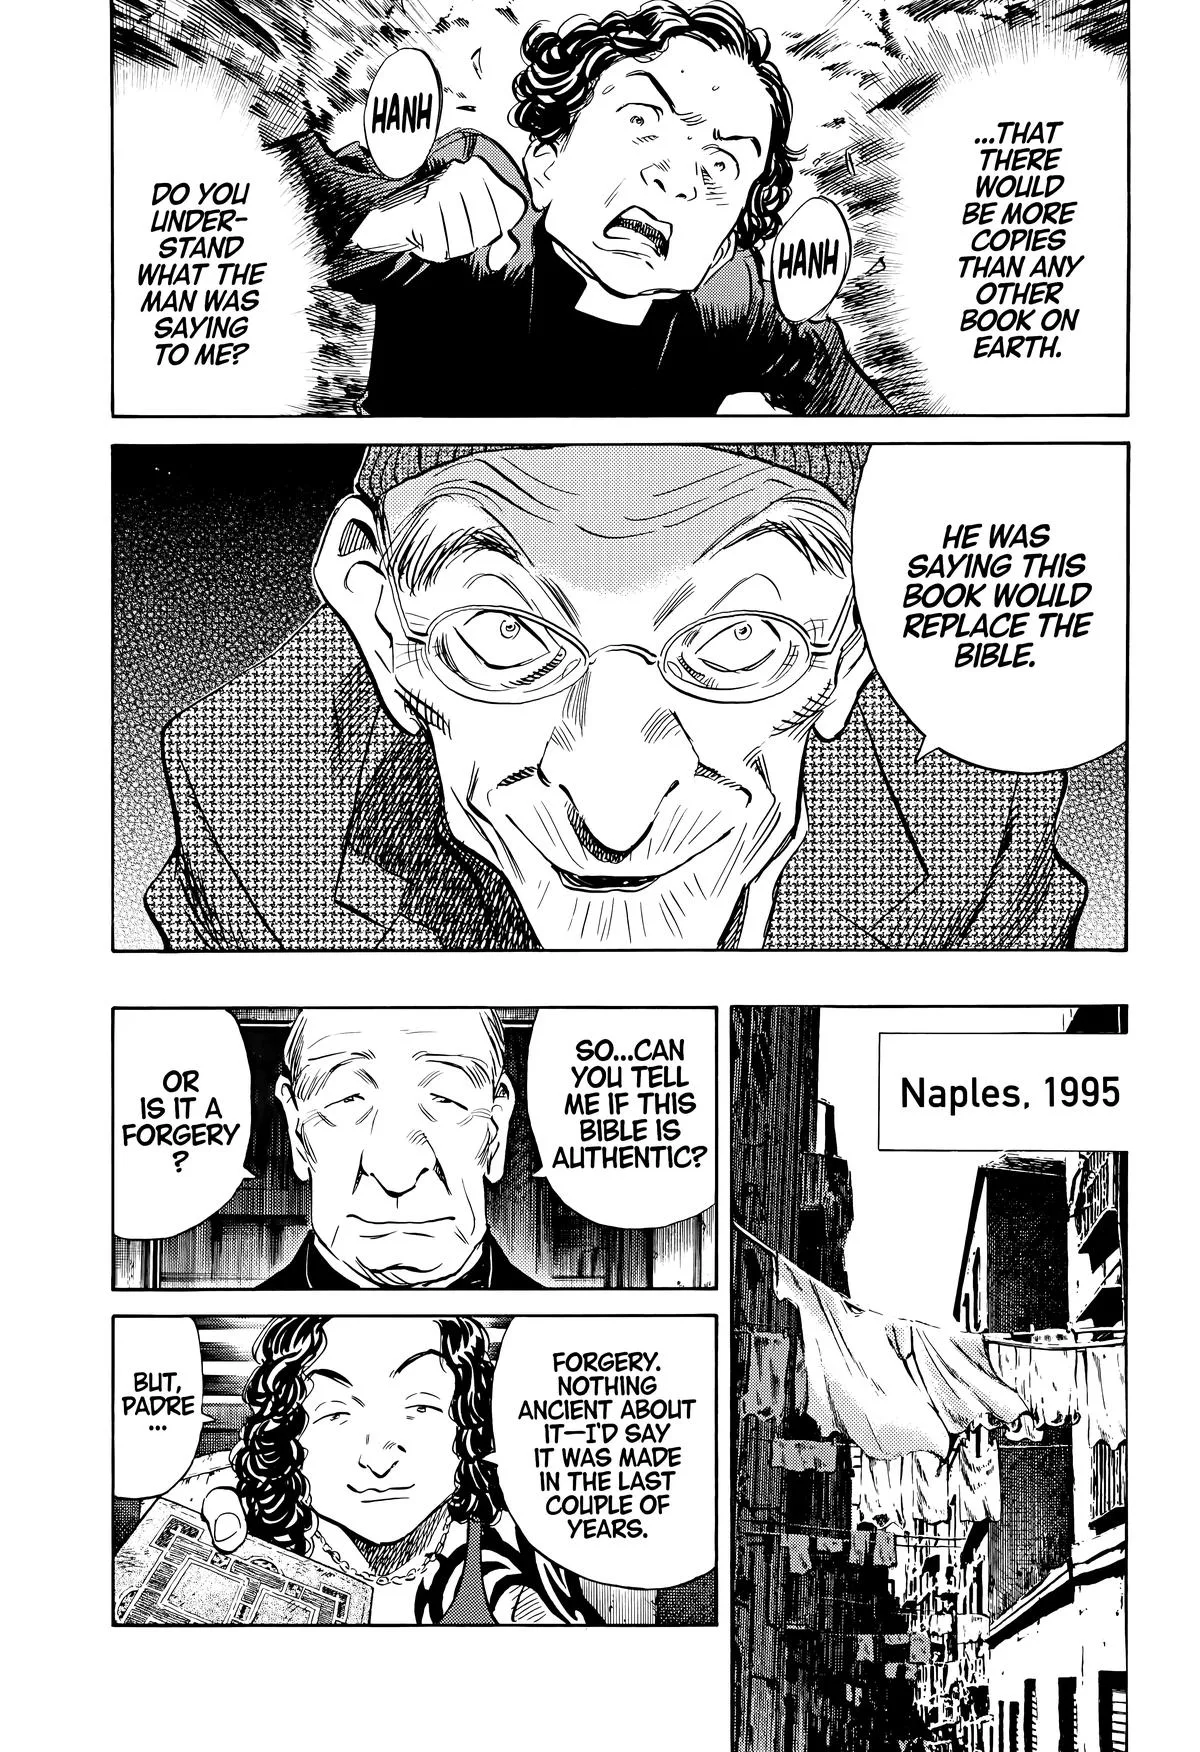 ...THAT
THERE
WOULD
BE MORE
COPIES
THAN ANY
OTHER
BOOK ON
EARTH.
HANH
HANH
DO YOU
UNDER-
STAND
WHAT THE
MAN WAS
SAYING
TO ME?
HE WAS
SAYING THIS
BOOK WOULD
REPLACE THE
BIBLE.
Naples, 1995
SO...CAN
YOU TELL
ME IF THIS
BIBLE IS
AUTHENTIC?
OR
IS IT A
FORGERY
?
FORGERY.
NOTHING
ANCIENT ABOUT
IT—I'D SAY
IT WAS MADE
IN THE LAST
COUPLE OF
YEARS.
BUT,
PADRE
...